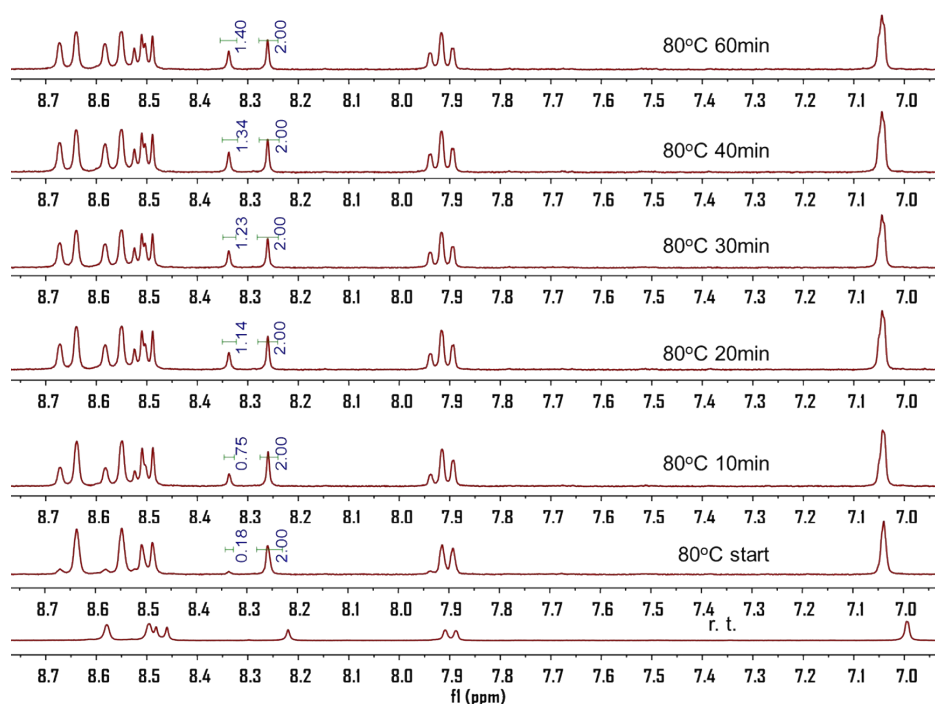 1.40 2.00
80°C 60min
8.7 8.6 8.5 8.4 8.3 8.2 8.1 8.0 7.9 7.8 7.7 7.6 7.5 7.4 7.3 7.2 7.1 7.0
1.34 2.00
80°C 40min
8.7 8.6 8.5 8.4 8.3 8.2 8.1 8.0 7.9 7.8 7.7 7.6 7.5 7.4 7.3 7.2 7.1 7.0
1.23 2.00
80°C 30min
8.7 8.6 8.5 8.4 8.3 8.2 8.1 8.0 7.9 7.8 7.7 7.6 7.5 7.4 7.3 7.2 7.1 7.0
1.14 2.00
80°C 20min
8.7 8.6 8.5 8.4 8.3 8.2 8.1 8.0 7.9 7.8 7.7 7.6 7.5 7.4 7.3 7.2 7.1 7.0
0.75 2.00
80°C 10min
8.7 8.6 8.5 8.4 8.3 8.2 8.1 8.0 7.9 7.8 7.7 7.6 7.5 7.4 7.3 7.2 7.1 7.0
0.18 2.00
80°C start
8.7 8.6 8.5 8.4 8.3 8.2 8.1 8.0 7.9 7.8 7.7 7.6 7.5 7.4 7.3 7.2 7.1 7.0
r. t.
8.7 8.6 8.5 8.4 8.3 8.2 8.1 8.0 7.9 7.8 7.7 7.6 7.5 7.4 7.3 7.2 7.1 7.0
f1 (ppm)